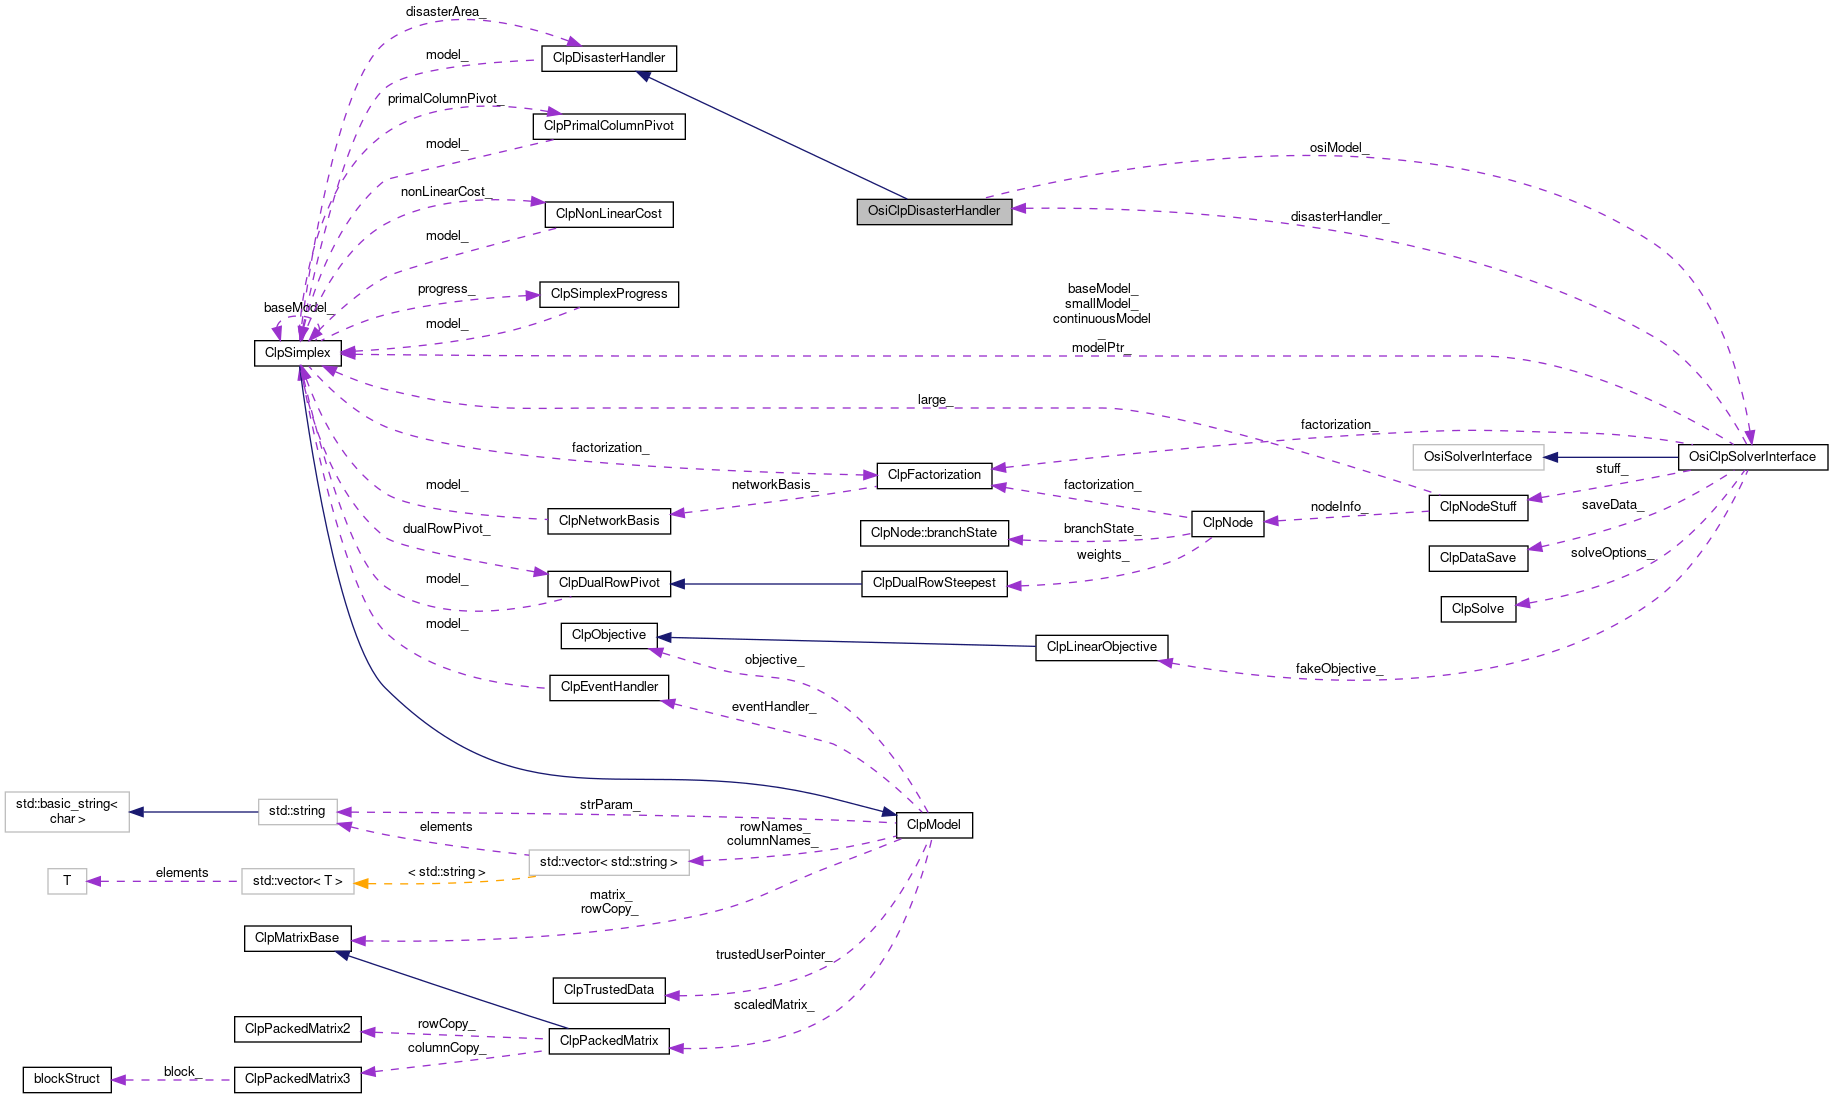 disasterArea_
model_
ClpDisasterHandler
primalColumnPivot_
ClpPrimalColumnPivot
model_
osiModel_
nonLinearCost_
OsiClpDisasterHandler
ClpNonLinearCost
disasterHandler_
model_
progress_
ClpSimplexProgress
baseModel_
smallModel_
continuousModel
_
modelPtr_
baseModel_
model_
ClpSimplex
large_
factorization_
factorization_
OsiSolverInterface
OsiClpSolverInterface
ClpFactorization
stuff_
model_
networkBasis_
factorization_
nodeInfo_
ClpNodeStuff
saveData_
ClpNetworkBasis
dualRowPivot_
ClpNode::branchState
branchState_
ClpNode
weights_
ClpDataSave
solveOptions_
model_
ClpDualRowPivot
ClpDualRowSteepest
ClpSolve
model_
ClpObjective
ClpLinearObjective
objective_
fakeObjective_
ClpEventHandler
eventHandler_
std::basic_string<
char >
std::string
strParam_
ClpModel
elements
rowNames_
columnNames_
std::vector< std::string >
T
elements
std::vector< T >
< std::string >
matrix_
rowCopy_
ClpMatrixBase
trustedUserPointer_
ClpTrustedData
scaledMatrix_
ClpPackedMatrix2
rowCopy_
ClpPackedMatrix
columnCopy_
blockStruct
block_
ClpPackedMatrix3